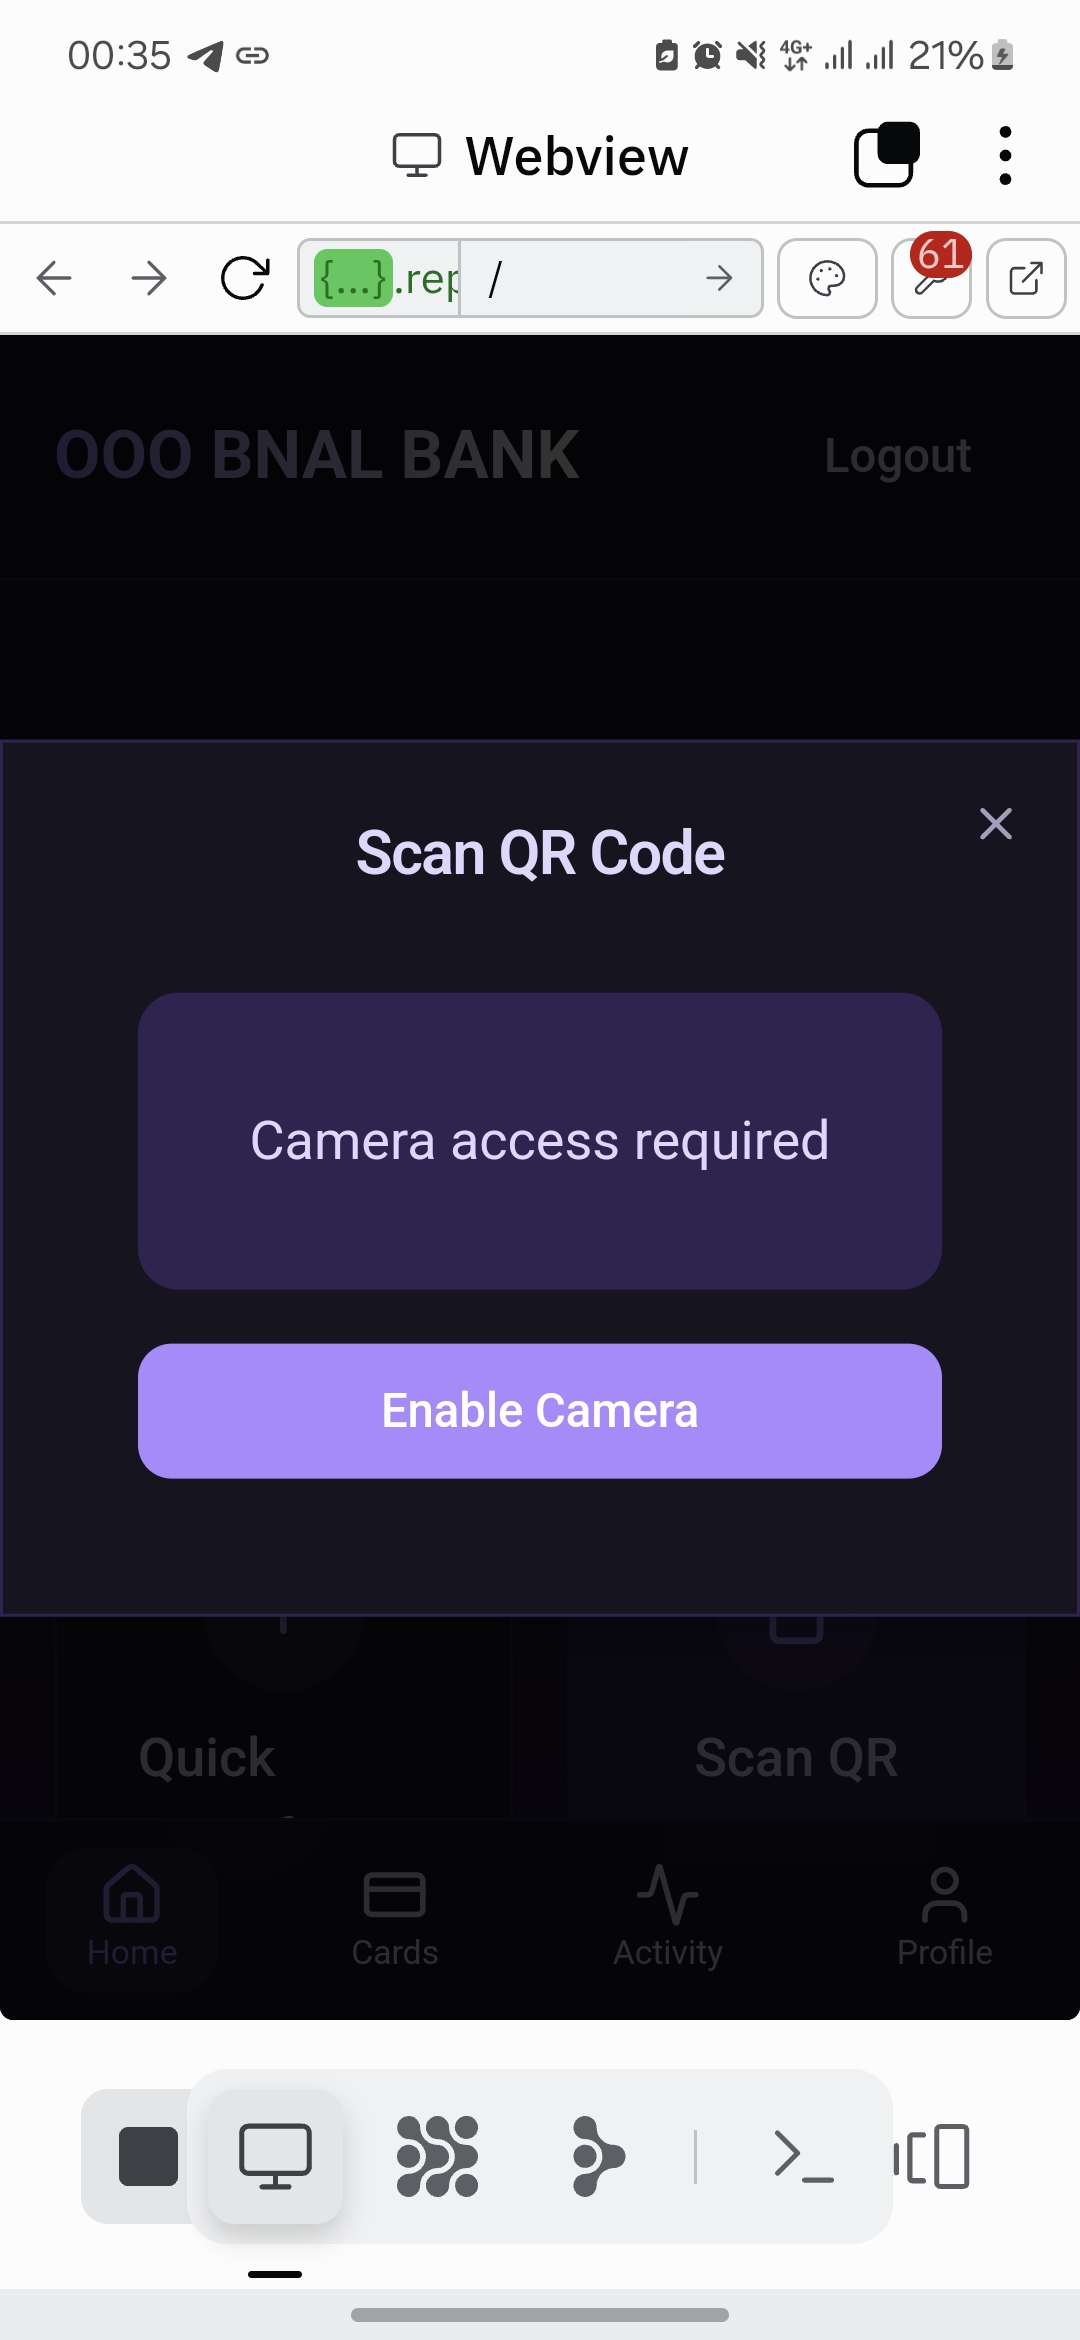 00:35
4G+
21%
Webview
{...}.rep
/
61
OOO BNAL BANK
Logout
Scan QR Code
Camera access required
Enable Camera
Quick
Scan QR
Home
Cards
Activity
Profile